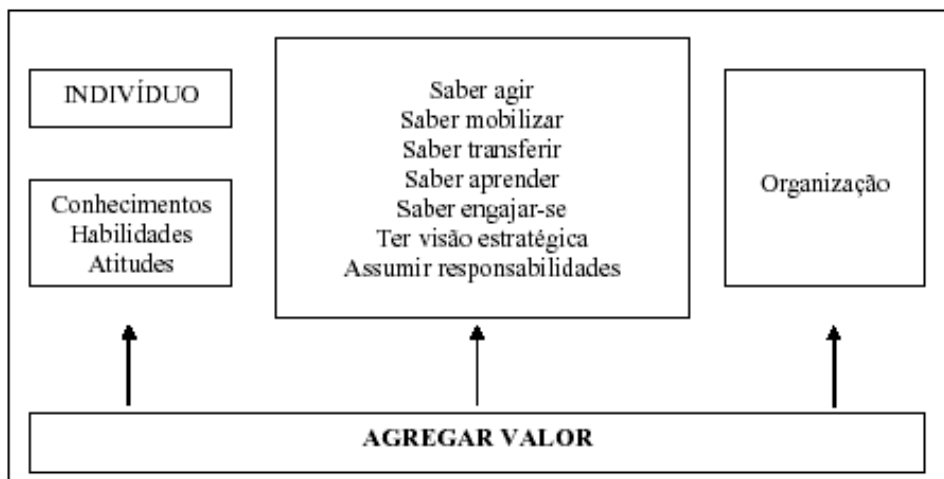 INDIVÍDUO
Conhecimentos
Habilidades
Atitudes
Saber agir
Saber mobilizar
Saber transferir
Saber aprender
Saber engajar-se
Ter visão estratégica
Assumir responsabilidades
Organização
AGREGAR VALOR